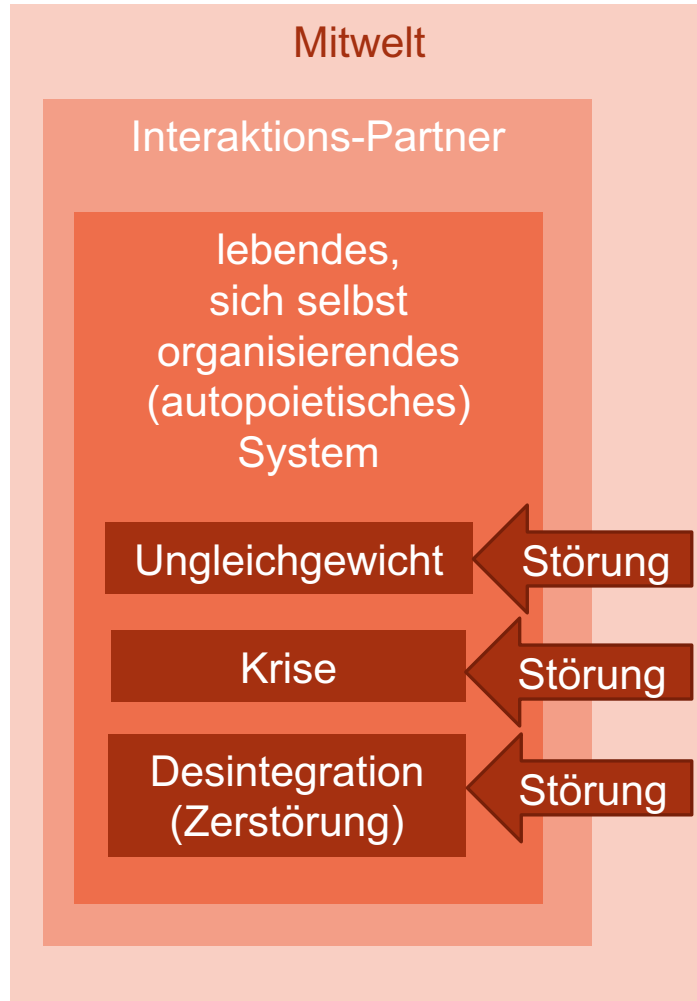 Mitwelt
Interaktions-Partner
lebendes,
sich selbst
organisierendes
(autopoietisches)
System
Ungleichgewicht
Störung
Krise
Störung
Desintegration
(Zerstörung)
Störung